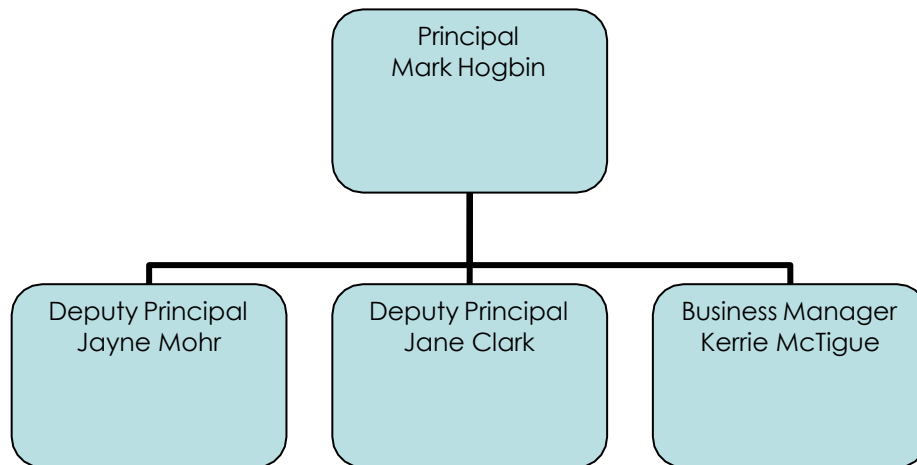 Principal
Mark Hogbin
Deputy Principal
Jayne Mohr
Deputy Principal
Jane Clark
Business Manager
Kerrie McTigue